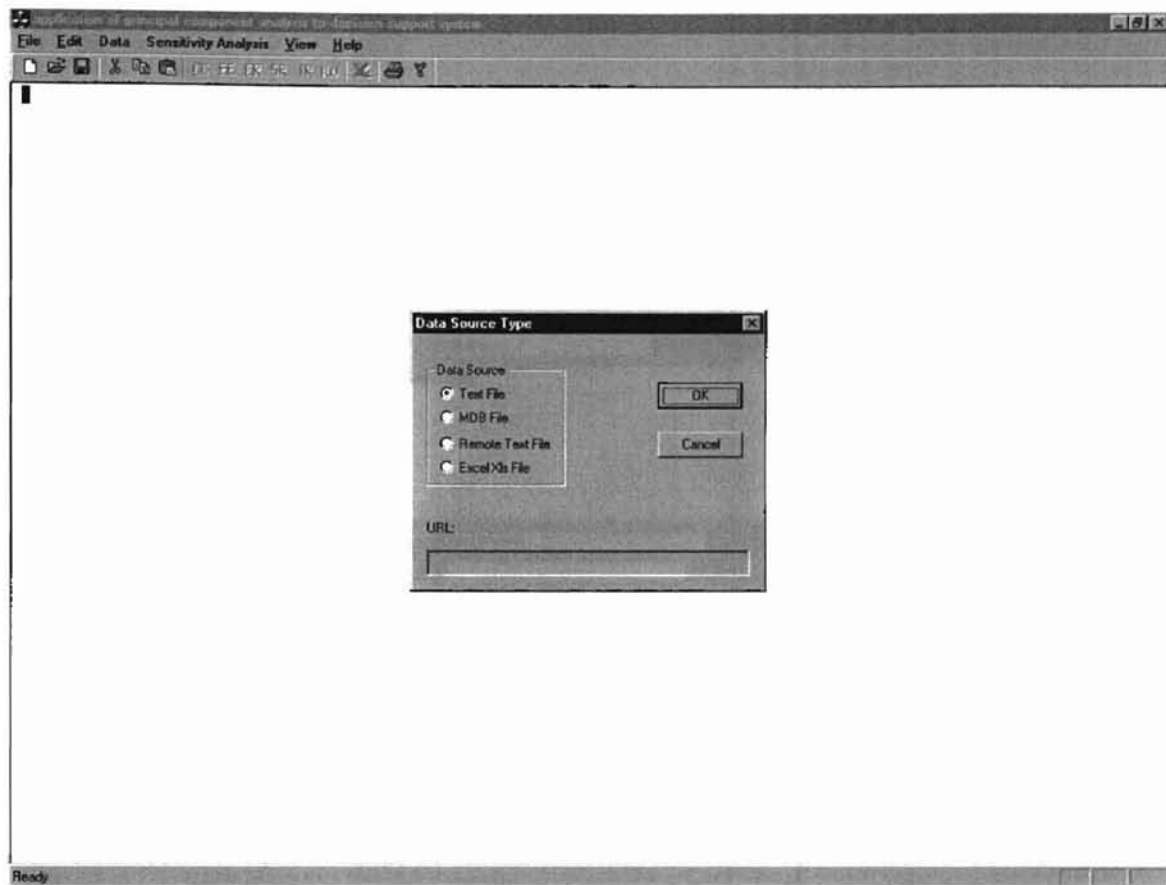 application of principal component analysis to decision support system
File Edit Data Sensitivity Analysis View Help
Data Source Type
Data Source
Text File
OK
MDB File
Remote Text File
Cancel
Excel Xls File
URL:
Ready